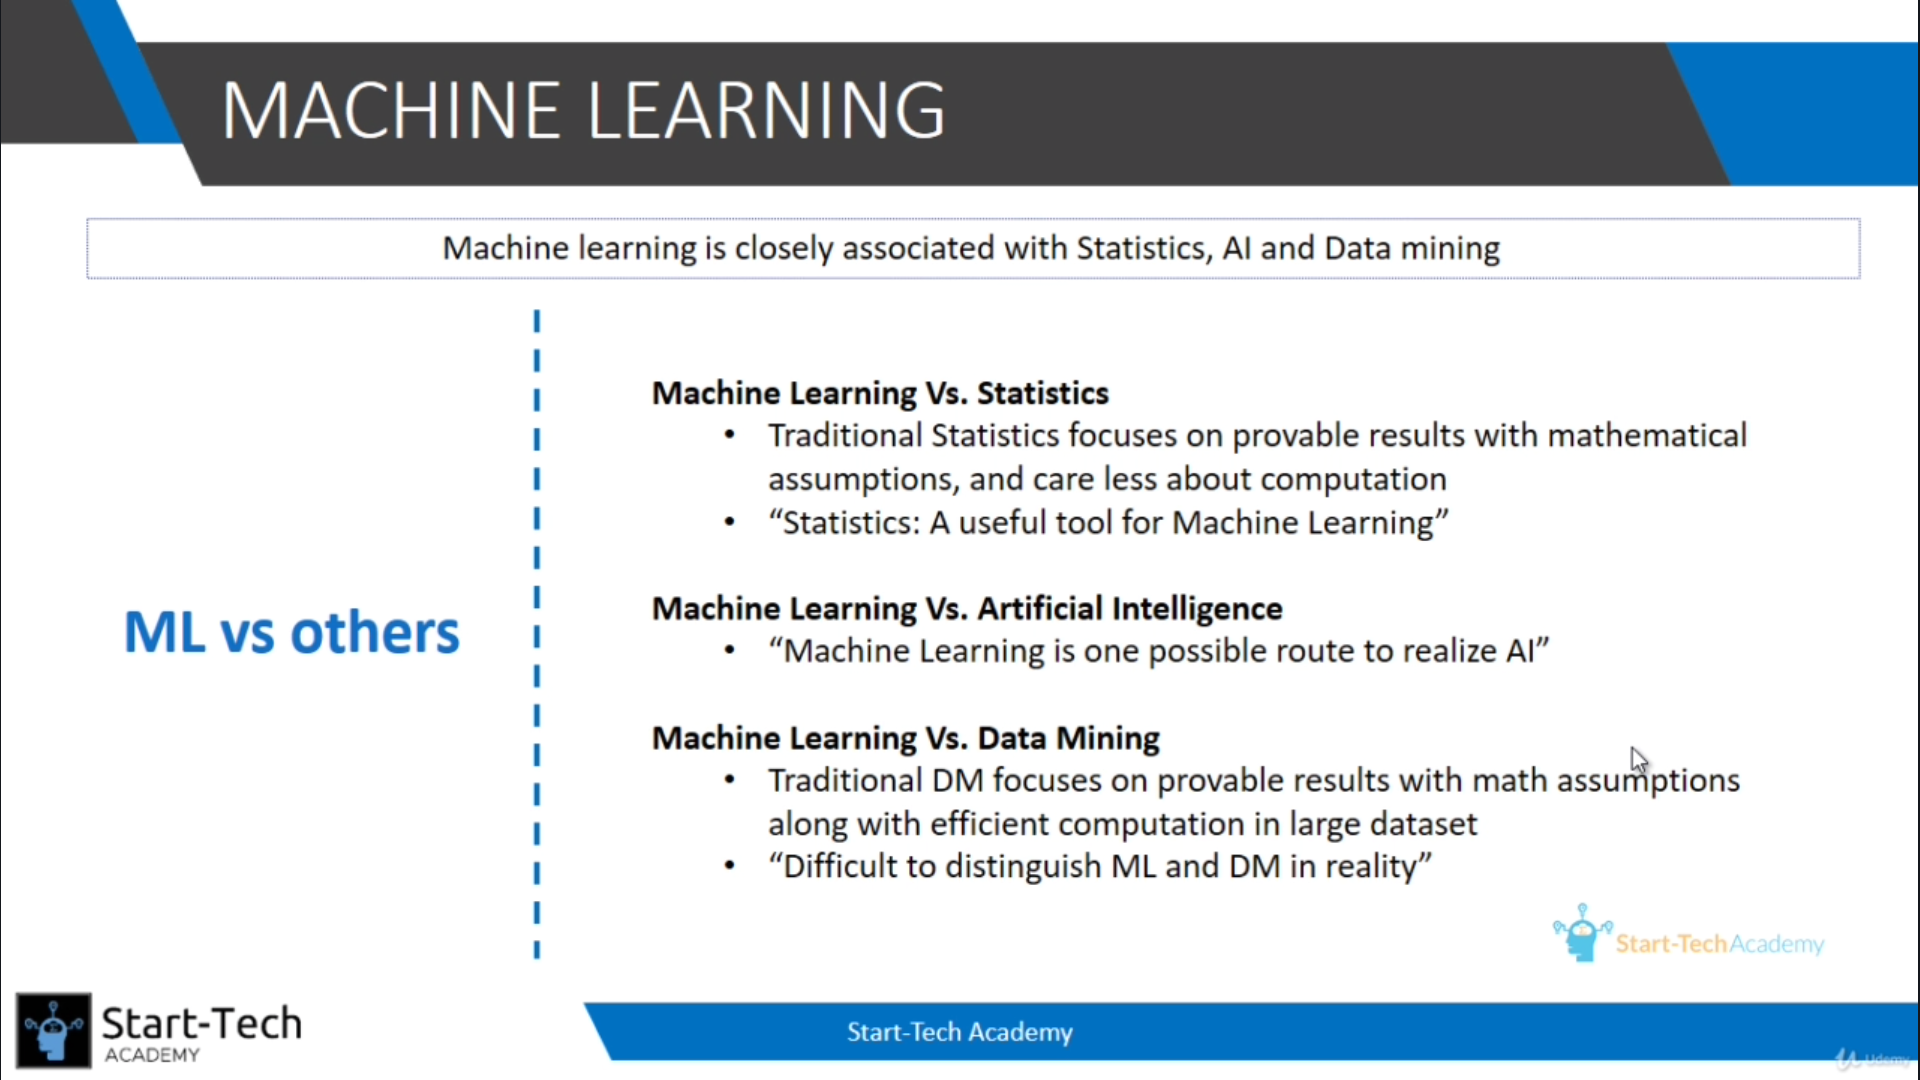 MACHINE LEARNING
Machine learning is closely associated with Statistics, AI and Data mining
ML vs others
Machine Learning Vs. Statistics
• Traditional Statistics focuses on provable results with mathematical
assumptions, and care less about computation
• “Statistics: A useful tool for Machine Learning”
Machine Learning Vs. Artificial Intelligence
• “Machine Learning is one possible route to realize AI”
Machine Learning Vs. Data Mining
• Traditional DM focuses on provable results with math assumptions
along with efficient computation in large dataset
• “Difficult to distinguish ML and DM in reality”
Start-Tech Academy
Start-Tech
ACADEMY
Start-Tech Academy
Udemy